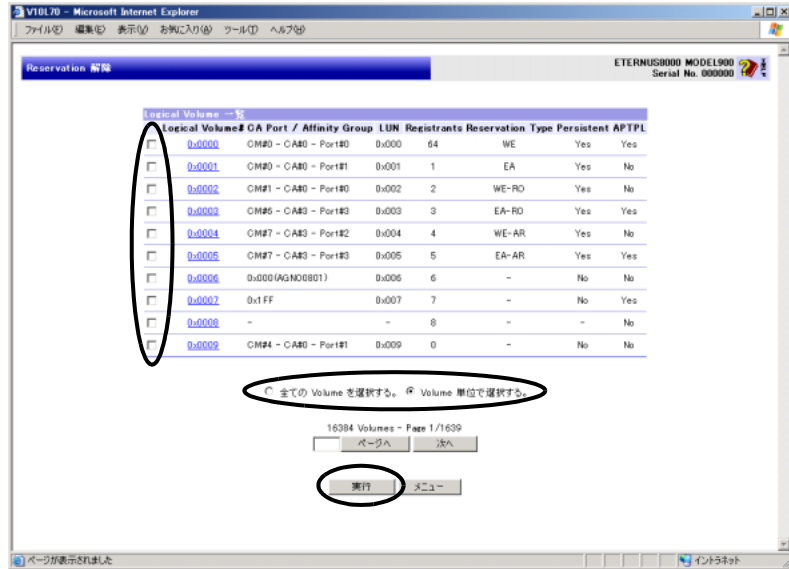 V10L70 - Microsoft Internet Explorer
ファイル(F) 編集(E) 表示(V) お気に入り(A) ツール(T) ヘルプ(H)
Reservation 解除
ETERNUS8000 MODEL900
Serial No. 000000
Logical Volume 一覧
Logical Volume# CA Port / Affinity Group LUN Registrants Reservation Type Persistent APTPL
0x0000 CM#0 - CA#0 - Port#0 0x000 64 WE Yes Yes
0x0001 CM#0 - CA#0 - Port#1 0x001 1 EA Yes No
0x0002 CM#1 - CA#0 - Port#0 0x002 2 WE-RO Yes No
0x0003 CM#6 - CA#3 - Port#3 0x003 3 EA-RO Yes Yes
0x0004 CM#7 - CA#3 - Port#2 0x004 4 WE-AR Yes No
0x0005 CM#7 - CA#3 - Port#3 0x005 5 EA-AR Yes Yes
0x0006 0x000(AGNO0801) 0x006 6 - No No
0x0007 0x1FF 0x007 7 - No Yes
0x0008 - - 8 - - No
0x0009 CM#4 - CA#0 - Port#1 0x009 0 - No No
全ての Volume を選択する。 Volume 単位で選択する。
16384 Volumes - Page 1/1639
ページへ 次へ
実行 メニュー
ページが表示されました イントラネット